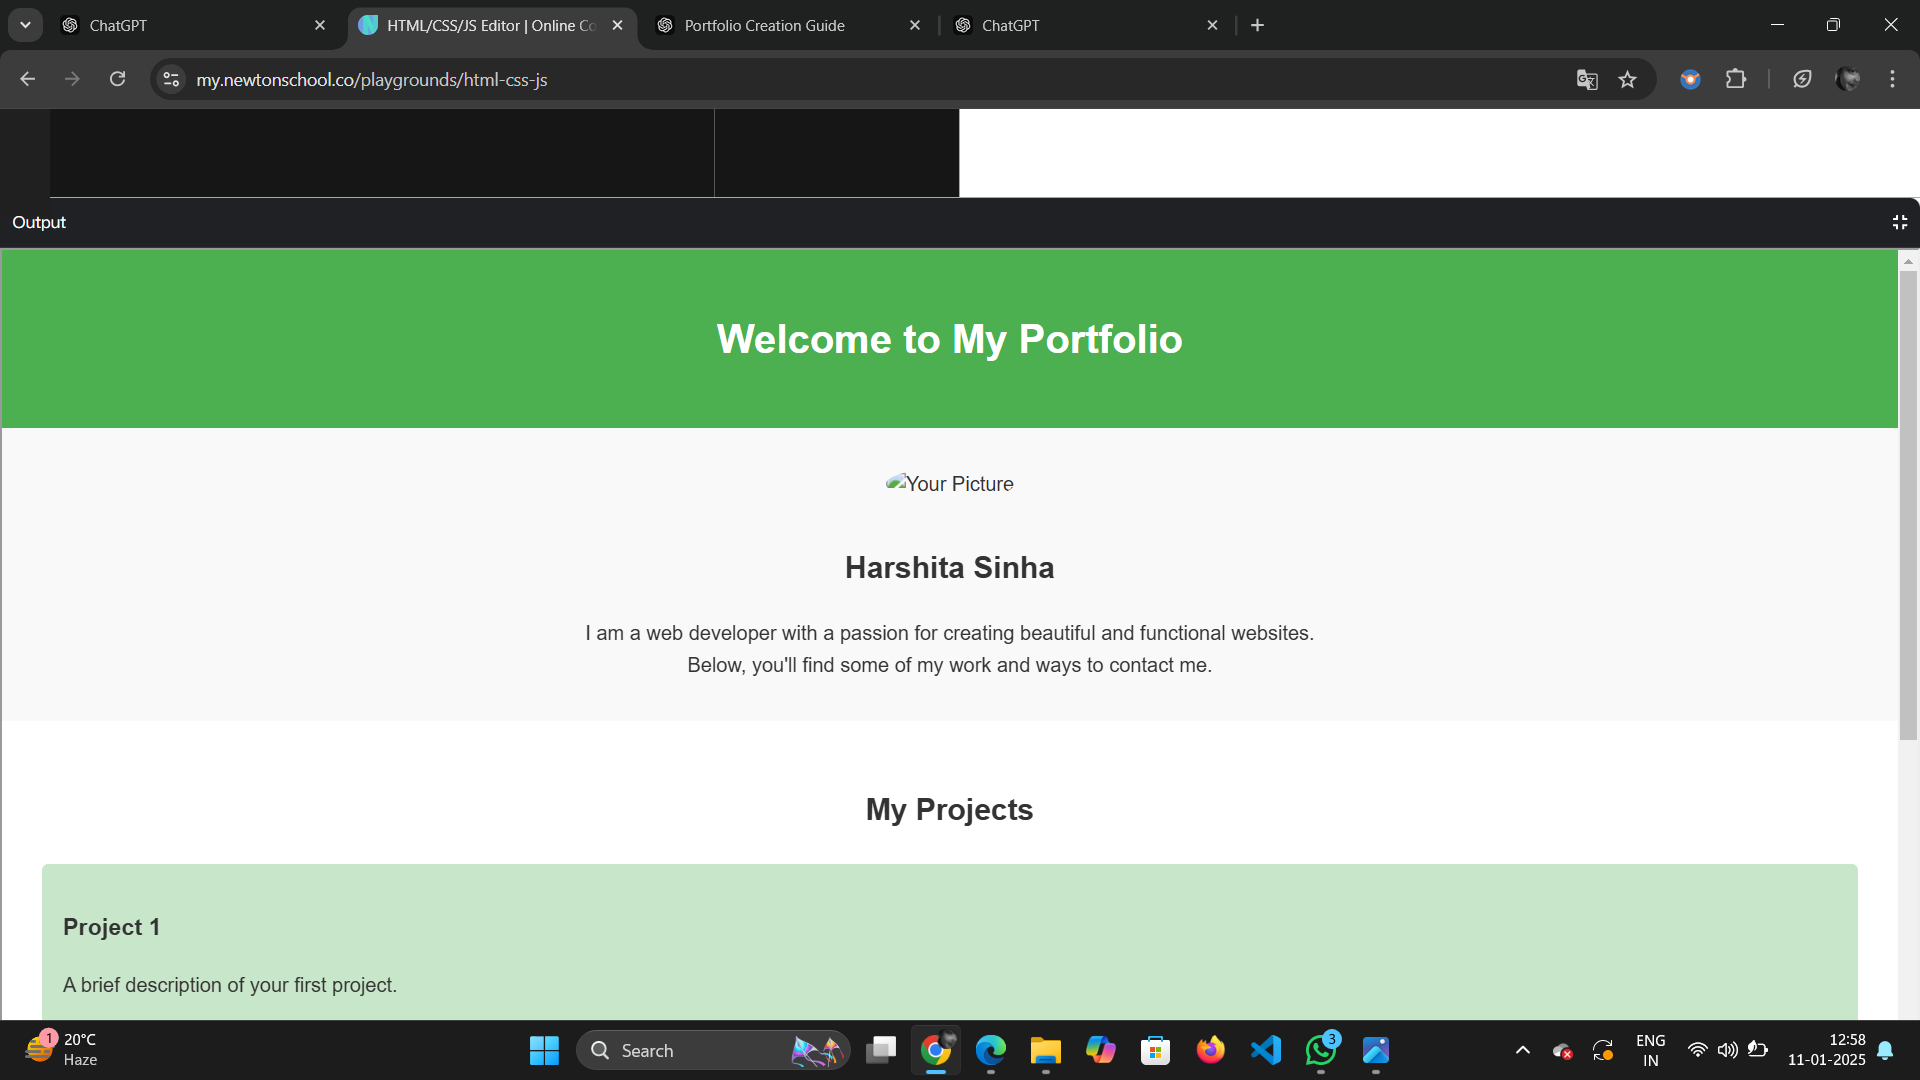 ChatGPT
HTML/CSS/JS Editor | Online Co
Portfolio Creation Guide
ChatGPT
my.newtonschool.co/playgrounds/html-css-js
Output
Welcome to My Portfolio
Your Picture
Harshita Sinha
I am a web developer with a passion for creating beautiful and functional websites.
Below, you'll find some of my work and ways to contact me.
My Projects
Project 1
A brief description of your first project.
1
20°C
Haze
Search
3
ENG
IN
12:58
11-01-2025